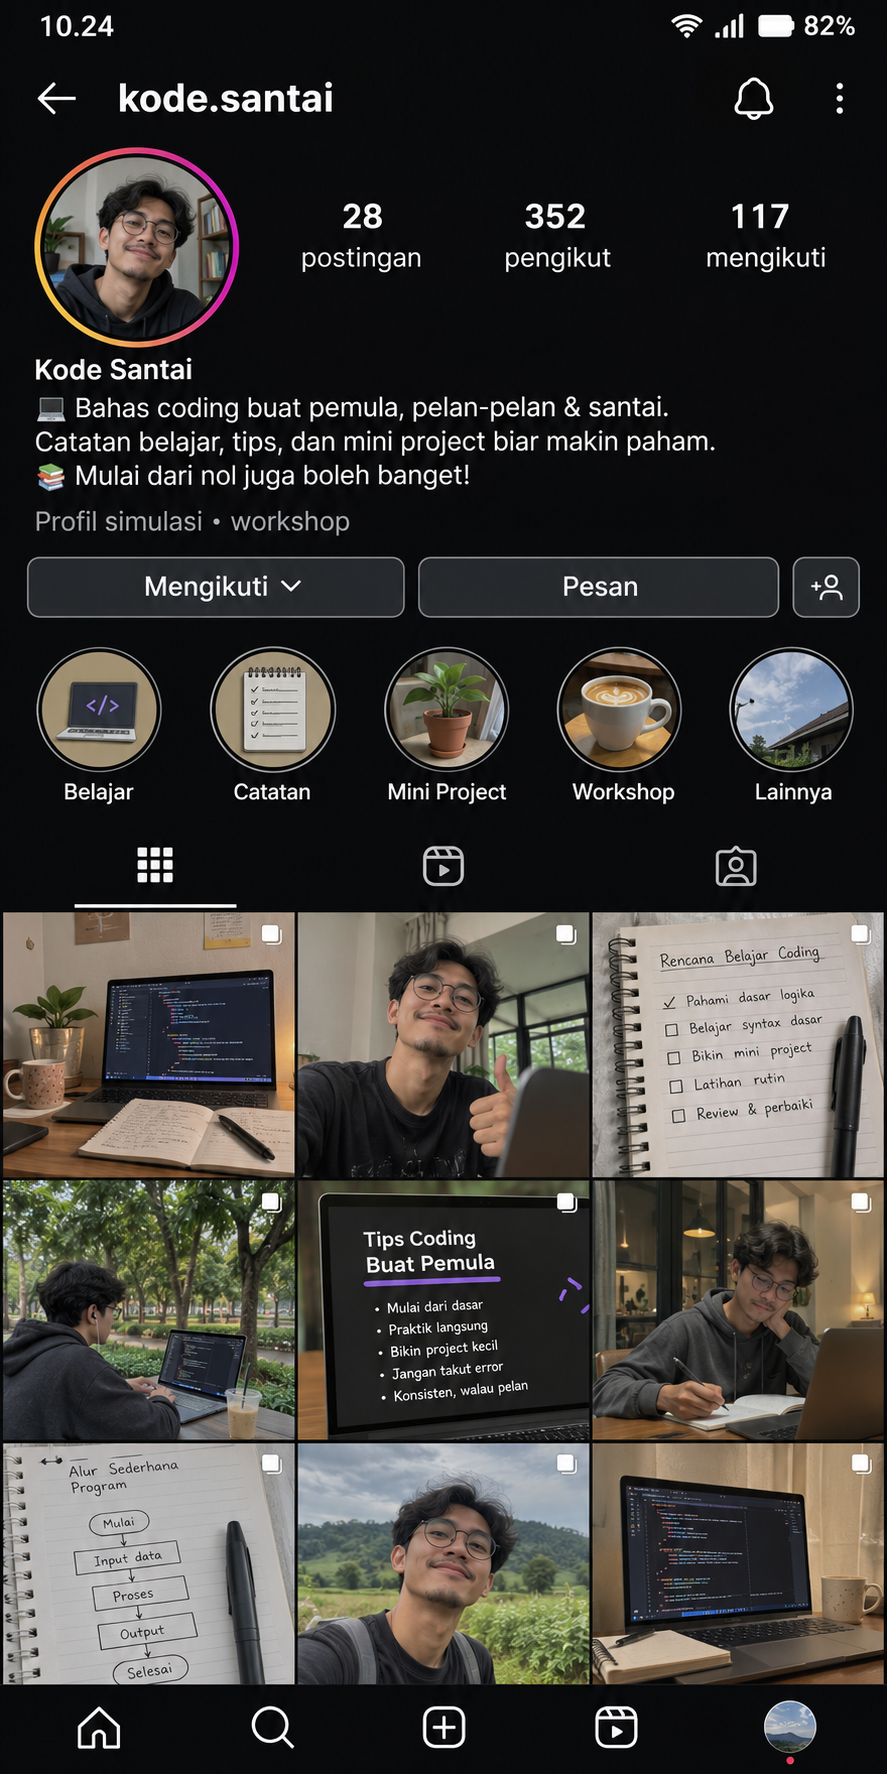 10.24
82%
kode.santai
28
postingan
352
pengikut
117
mengikuti
Kode Santai
💻 Bahas coding buat pemula, pelan-pelan & santai.
Catatan belajar, tips, dan mini project biar makin paham.
📚 Mulai dari nol juga boleh banget!
Profil simulasi • workshop
Mengikuti
Pesan
</>
Belajar
Catatan
Mini Project
Workshop
Lainnya
Rencana Belajar Coding
✓ Pahami dasar logika
☐ Belajar syntax dasar
☐ Bikin mini project
☐ Latihan rutin
☐ Review & perbaiki
Tips Coding
Buat Pemula
• Mulai dari dasar
• Praktik langsung
• Bikin project kecil
• Jangan takut error
• Konsisten, walau pelan
Alur Sederhana
Program
Mulai
Input data
Proses
Output
Selesai